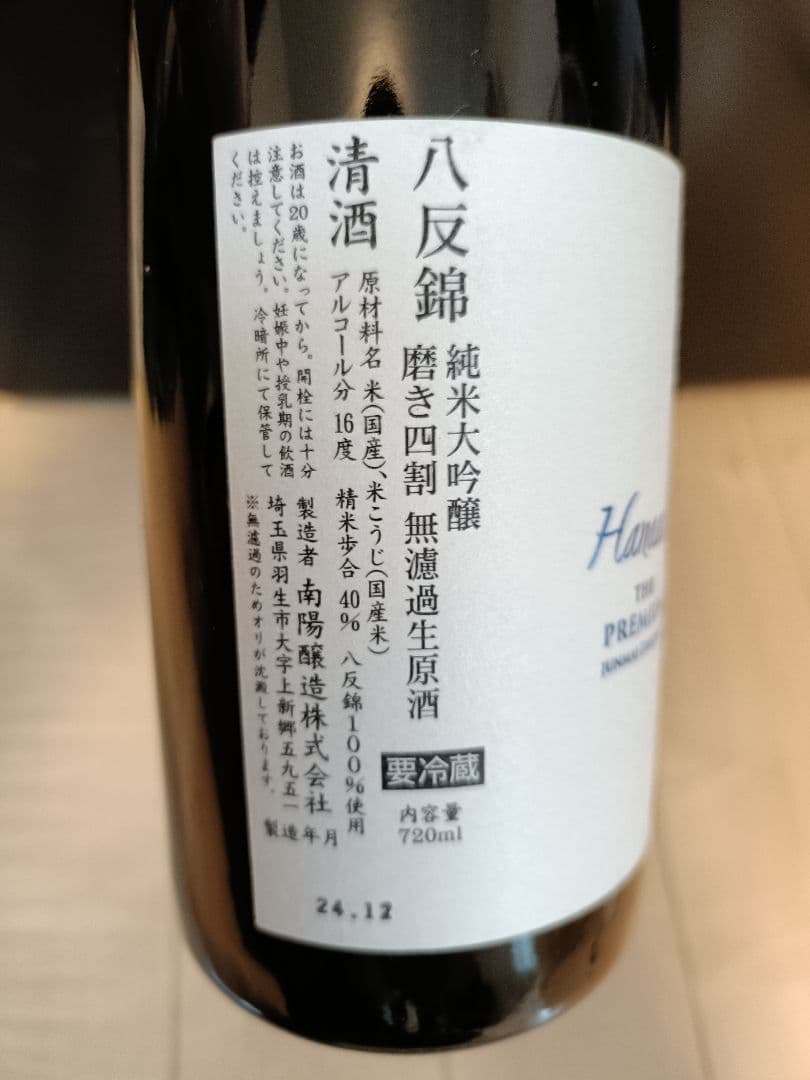 八反錦
純米大吟醸
磨き四割 無濾過生原酒
要冷蔵
内容量
720ml
清酒
原材料名 米(国産)、米こうじ(国産米)
アルコール分 16度 精米歩合 40% 八反錦100%使用
お酒は20歳になってから。開栓には十分
注意してください。妊娠中や授乳期の飲酒
は控えましょう。冷暗所にて保管して
ください。
製造者 南陽醸造株式会社
埼玉県羽生市大字上新郷五九五一
※無濾過のためオリが沈澱しております。
製造年月
24.12
THE